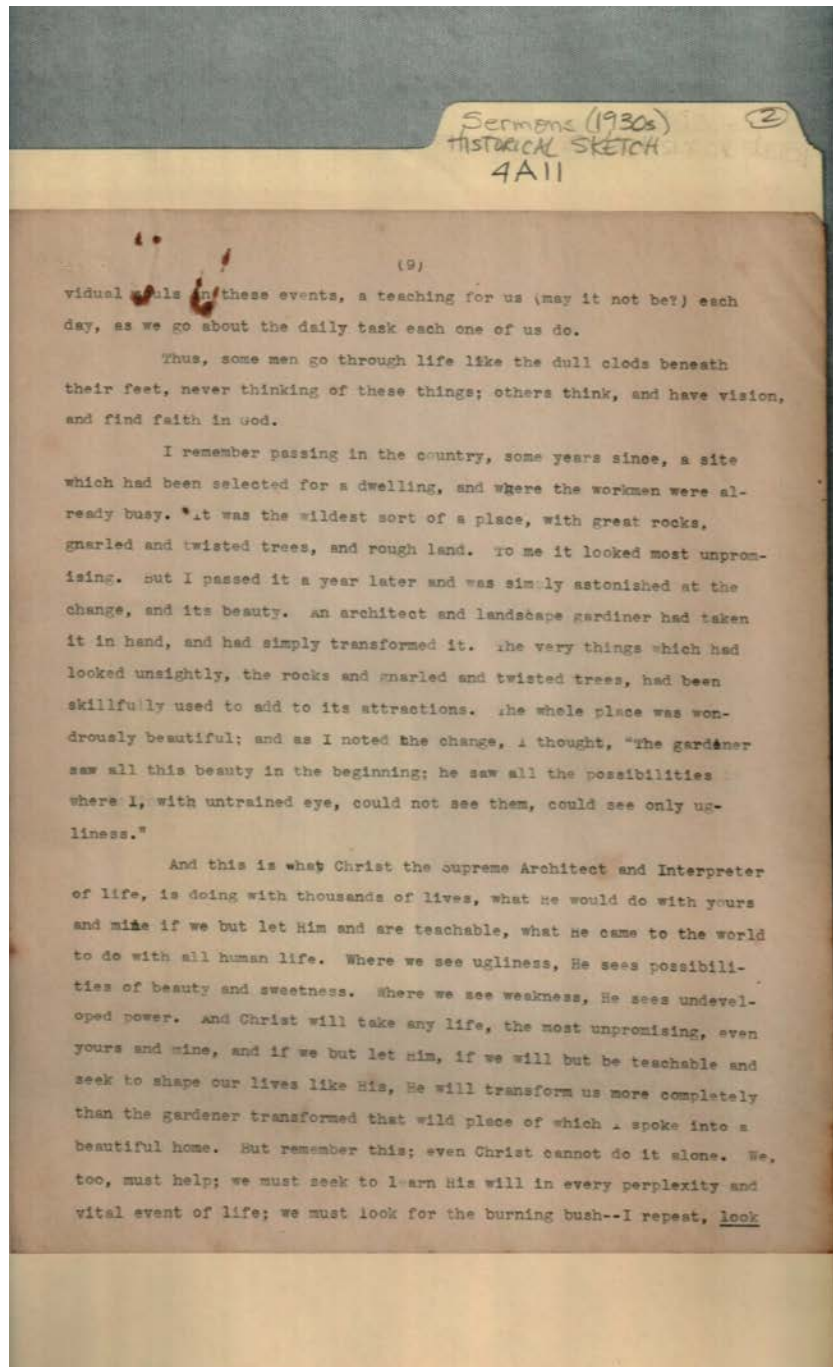 Sermons (1930s) 2
HISTORICAL SKETCH
4A11
(9)
vidual souls in these events, a teaching for us (may it not be?) each
day, as we go about the daily task each one of us do.
Thus, some men go through life like the dull clods beneath
their feet, never thinking of these things; others think, and have vision,
and find faith in God.
I remember passing in the country, some years since, a site
which had been selected for a dwelling, and where the workmen were al-
ready busy. It was the wildest sort of a place, with great rocks,
gnarled and twisted trees, and rough land. To me it looked most unprom-
ising. But I passed it a year later and was simply astonished at the
change, and its beauty. An architect and landscape gardiner had taken
it in hand, and had simply transformed it. The very things which had
looked unsightly, the rocks and gnarled and twisted trees, had been
skillfully used to add to its attractions. The whole place was won-
drously beautiful; and as I noted the change, I thought, "The gardener
saw all this beauty in the beginning; he saw all the possibilities
where I, with untrained eye, could not see them, could see only ug-
liness."
And this is what Christ the Supreme Architect and Interpreter
of life, is doing with thousands of lives, what He would do with yours
and mine if we but let Him and are teachable, what He came to the world
to do with all human life. Where we see ugliness, He sees possibili-
ties of beauty and sweetness. Where we see weakness, He sees undevel-
oped power. And Christ will take any life, the most unpromising, even
yours and mine, and if we but let Him, if we will but be teachable and
seek to shape our lives like His, He will transform us more completely
than the gardener transformed that wild place of which I spoke into a
beautiful home. But remember this; even Christ cannot do it alone. We,
too, must help; we must seek to learn His will in every perplexity and
vital event of life; we must look for the burning bush--I repeat, look